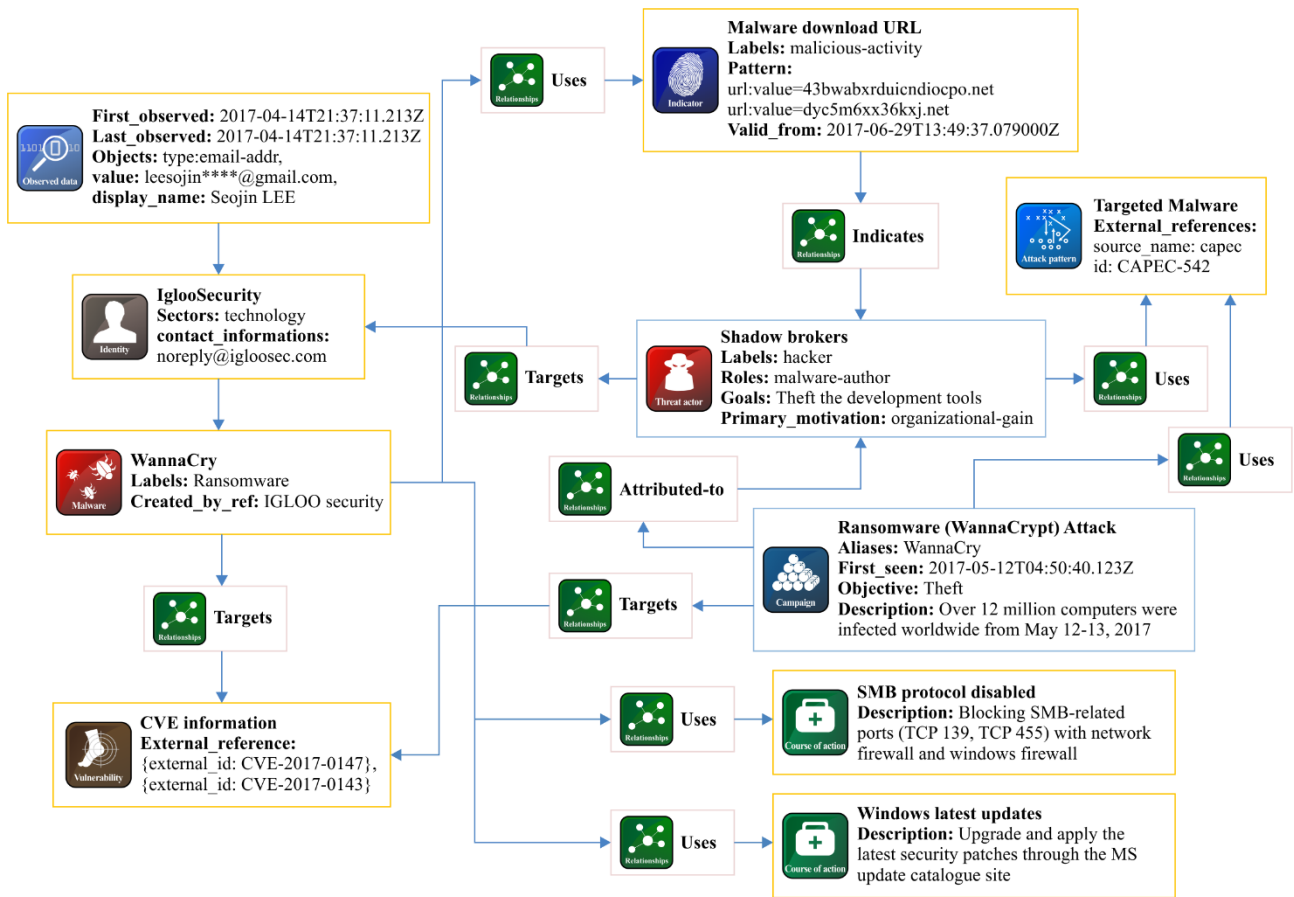 Malware download URL
Labels: malicious-activity
Pattern:
url:value=43bwabxrduicndiocpo.net
url:value=dyc5m6xx36kxj.net
Valid_from: 2017-06-29T13:49:37.079000Z
Indicator
Relationships
Uses
First_observed: 2017-04-14T21:37:11.213Z
Last_observed: 2017-04-14T21:37:11.213Z
Objects: type:email-addr,
value: leesojin****@gmail.com,
display_name: Seojin LEE
1101 10
Observed data
Relationships
Indicates
Targeted Malware
External_references:
source_name: capec
id: CAPEC-542
Attack pattern
IglooSecurity
Sectors: technology
contact_informations:
noreply@igloosec.com
Identity
Relationships
Targets
Shadow brokers
Labels: hacker
Roles: malware-author
Goals: Theft the development tools
Primary_motivation: organizational-gain
Threat actor
Relationships
Uses
WannaCry
Labels: Ransomware
Created_by_ref: IGLOO security
Malware
Relationships
Attributed-to
Relationships
Uses
Ransomware (WannaCrypt) Attack
Aliases: WannaCry
First_seen: 2017-05-12T04:50:40.123Z
Objective: Theft
Description: Over 12 million computers were
infected worldwide from May 12-13, 2017
Campaign
Relationships
Targets
Relationships
Targets
CVE information
External_reference:
{external_id: CVE-2017-0147},
{external_id: CVE-2017-0143}
Vulnerability
Relationships
Uses
SMB protocol disabled
Description: Blocking SMB-related
ports (TCP 139, TCP 455) with network
firewall and windows firewall
Course of action
Relationships
Uses
Windows latest updates
Description: Upgrade and apply the
latest security patches through the MS
update catalogue site
Course of action